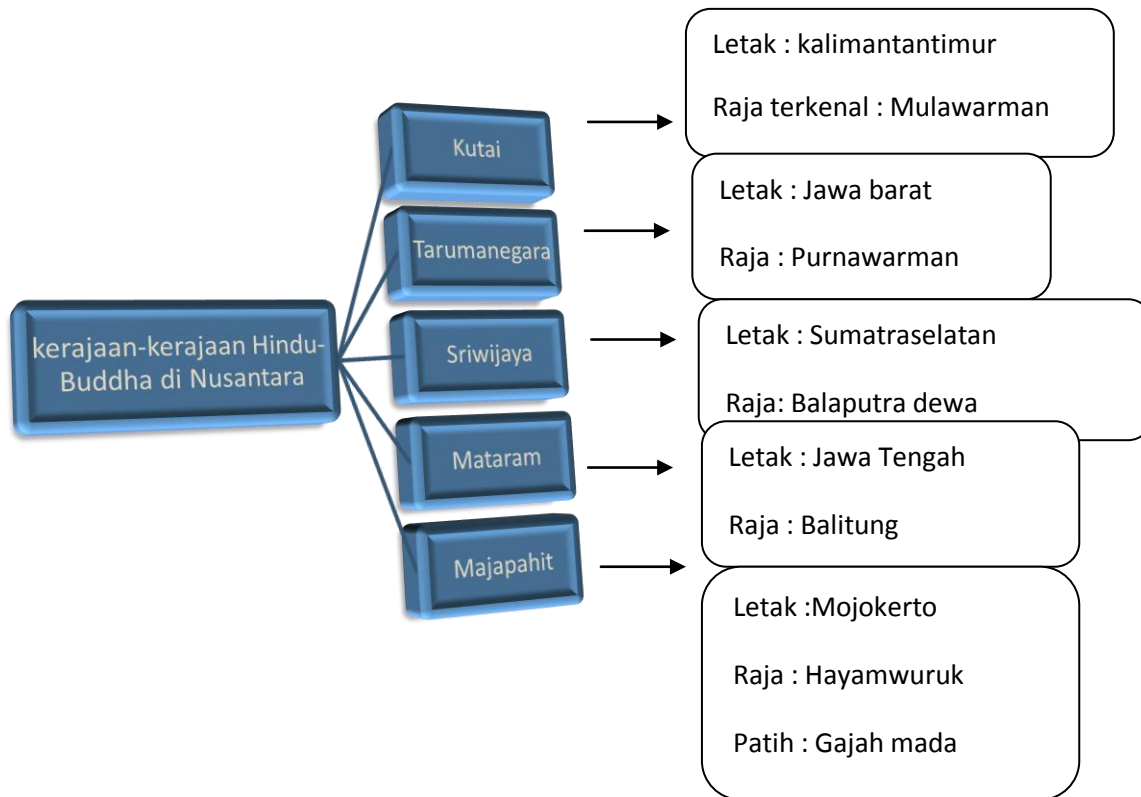 kerajaan-kerajaan Hindu-
Buddha di Nusantara
Kutai
Letak : kalimantantimur
Raja terkenal : Mulawarman
Tarumanegara
Letak : Jawa barat
Raja : Purnawarman
Sriwijaya
Letak : Sumatraselatan
Raja: Balaputra dewa
Mataram
Letak : Jawa Tengah
Raja : Balitung
Majapahit
Letak :Mojokerto
Raja : Hayamwuruk
Patih : Gajah mada